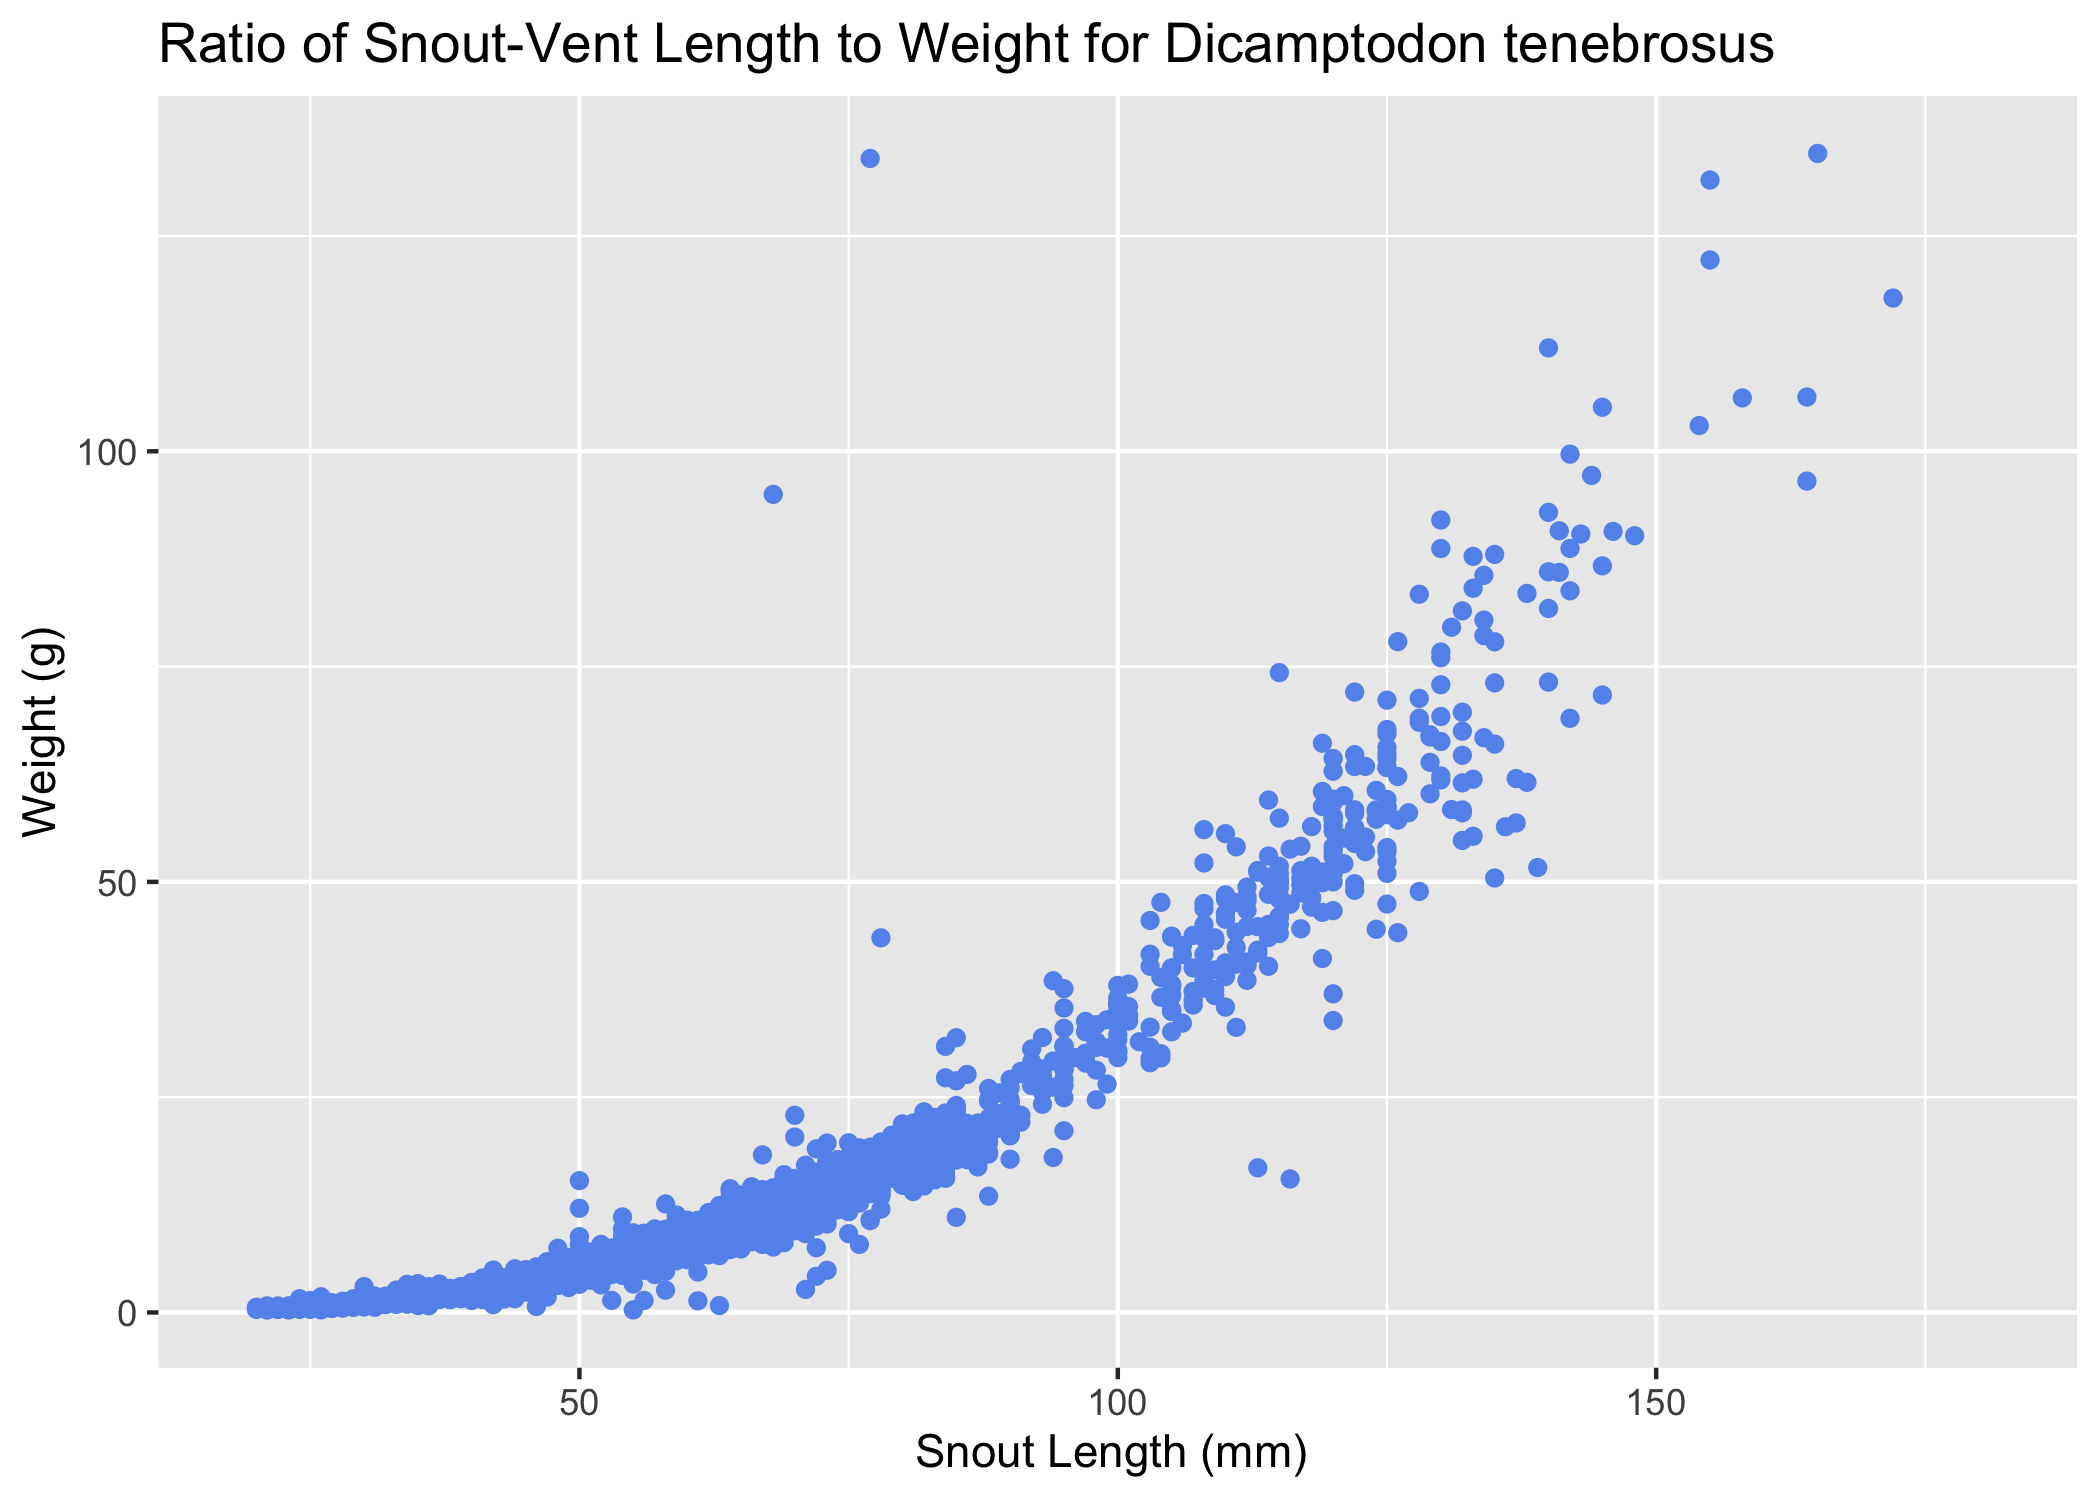 Ratio of Snout-Vent Length to Weight for Dicamptodon tenebrosus
100
50
0
Weight (g)
50
100
150
Snout Length (mm)